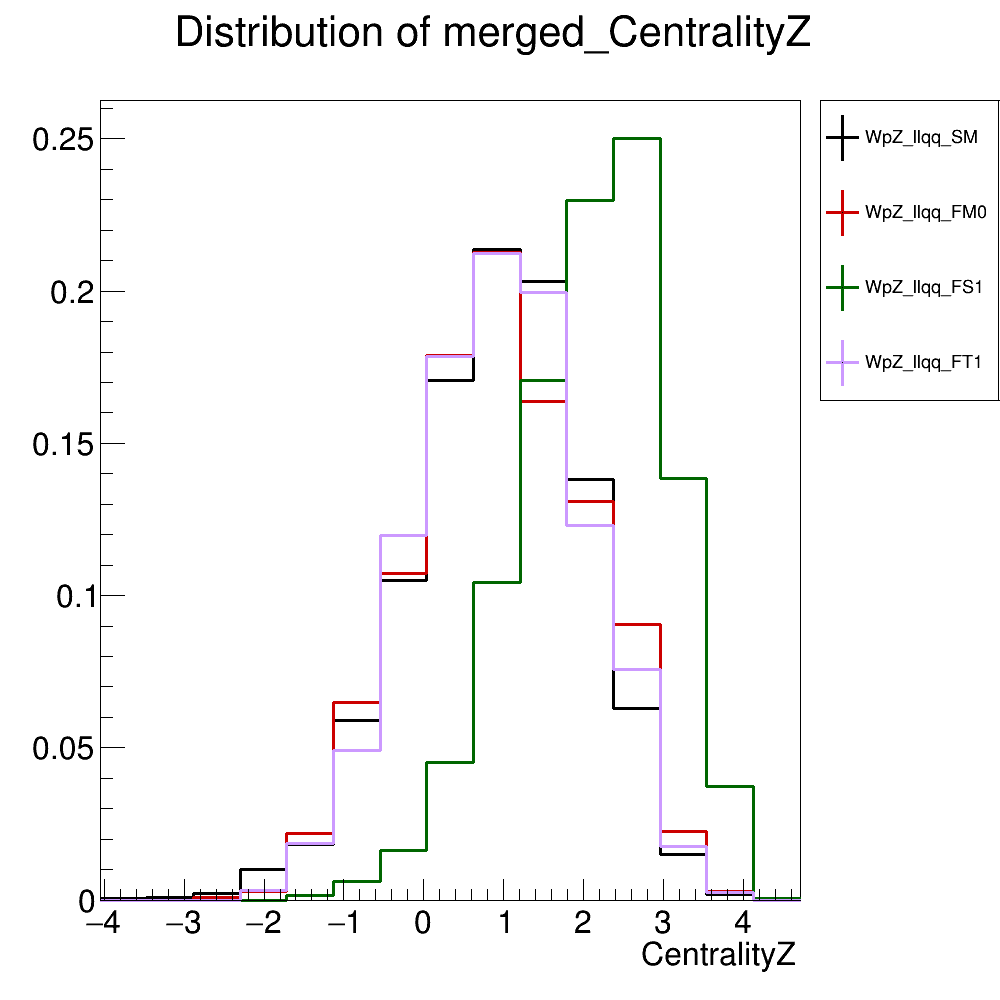 Distribution of merged_CentralityZ
WpZ_llqq_SM
WpZ_llqq_FM0
WpZ_llqq_FS1
WpZ_llqq_FT1
0.25
0.2
0.15
0.1
0.05
0
−4 −3 −2 −1 0 1 2 3 4
CentralityZ